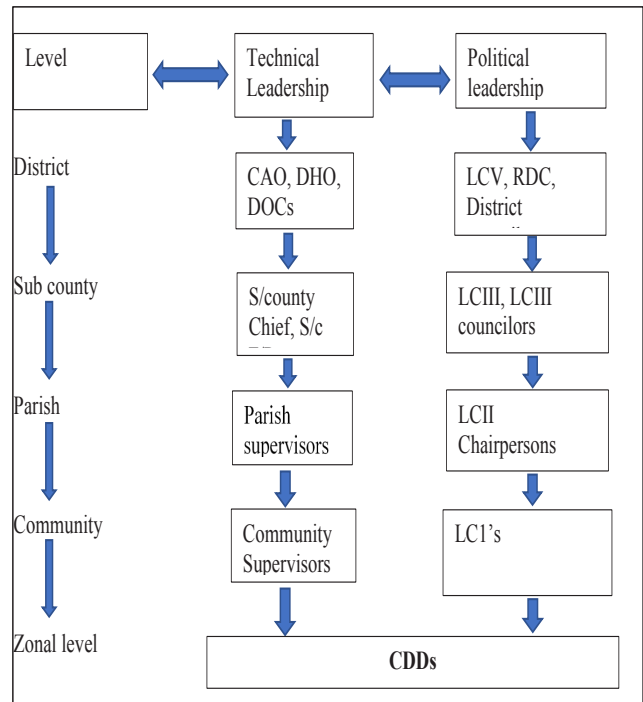 Level
Technical
Leadership
Political
leadership
District
CAO, DHO,
DOCs
LCV, RDC,
District
Sub county
S/county
Chief, S/c
LCIII, LCIII
councilors
Parish
Parish
supervisors
LCII
Chairpersons
Community
Community
Supervisors
LC1’s
Zonal level
CDDs